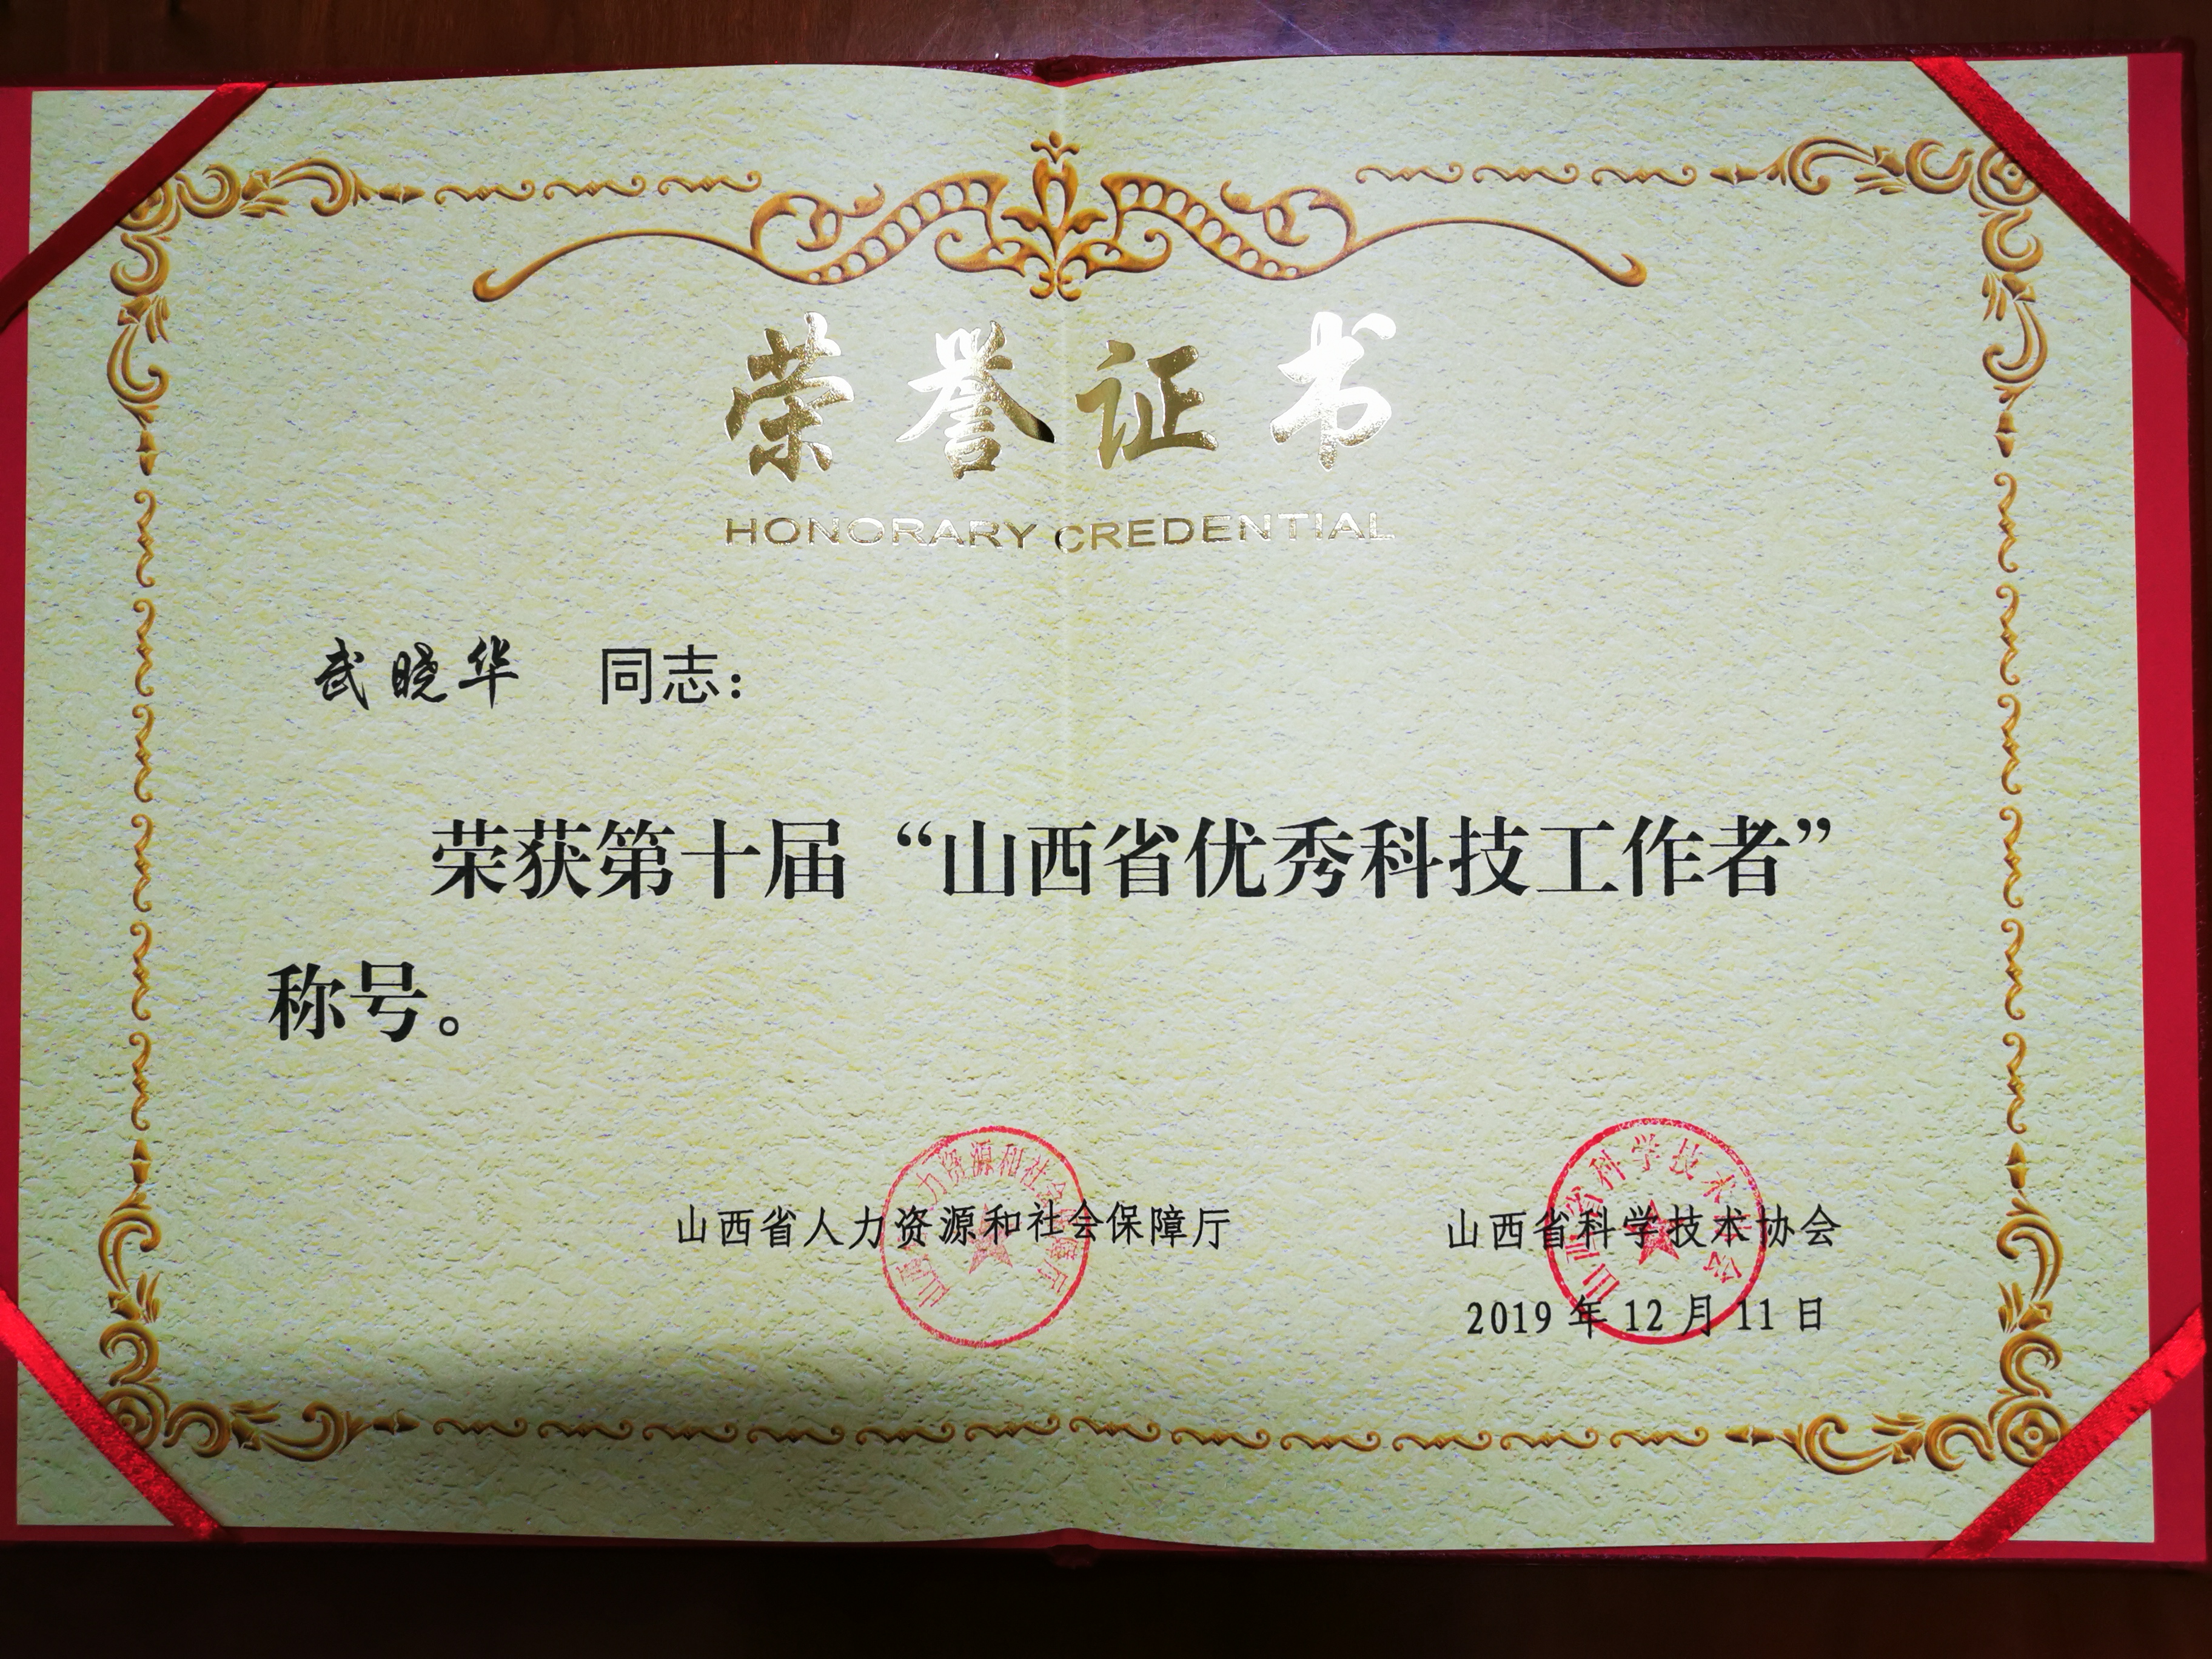 荣誉证书
HONORARY CREDENTIAL
武晓华 同志：
荣获第十届“山西省优秀科技工作者”
称号。
山西省人力资源和社会保障厅 山西省科学技术协会
2019年12月11日